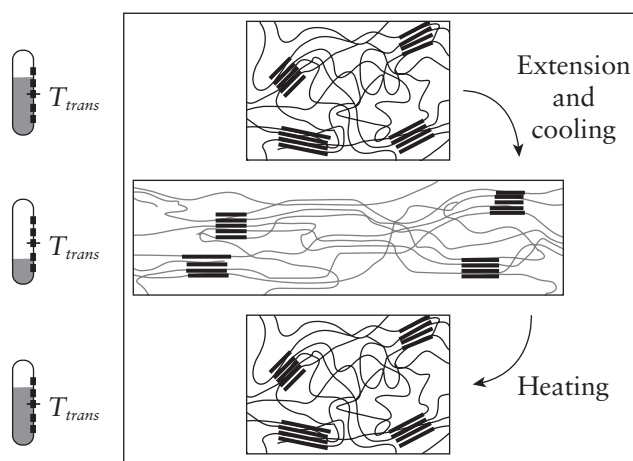 T_trans
Extension
and
cooling
T_trans
T_trans
Heating